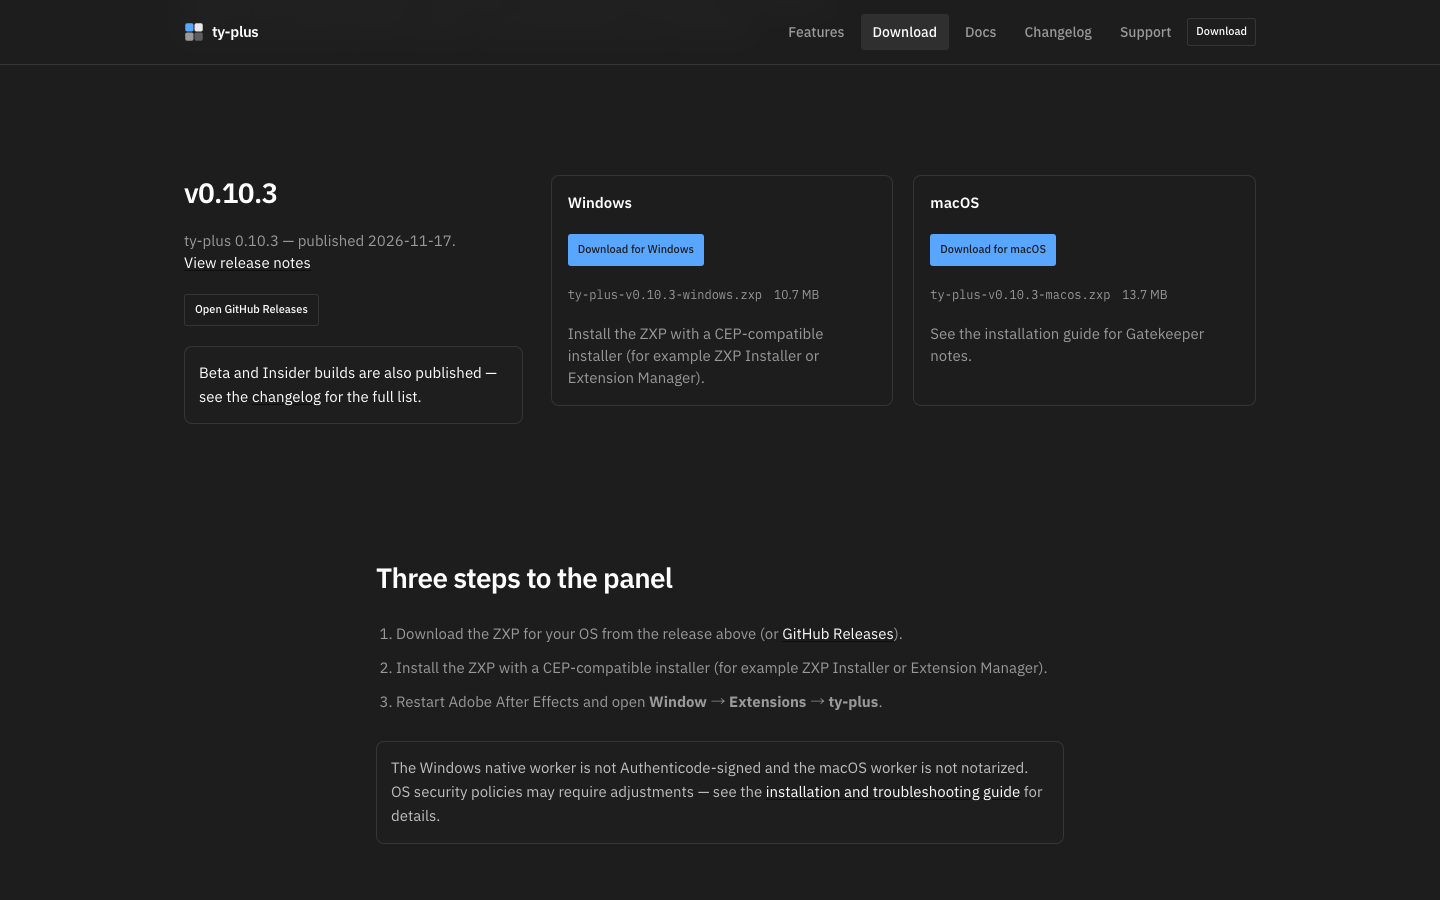 ty-plus
Features
Download
Docs
Changelog
Support
Download
v0.10.3
ty-plus 0.10.3 — published 2026-11-17.
View release notes
Open GitHub Releases
Beta and Insider builds are also published —
see the changelog for the full list.
Windows
Download for Windows
ty-plus-v0.10.3-windows.zxp 10.7 MB
Install the ZXP with a CEP-compatible
installer (for example ZXP Installer or
Extension Manager).
macOS
Download for macOS
ty-plus-v0.10.3-macos.zxp 13.7 MB
See the installation guide for Gatekeeper
notes.
Three steps to the panel
1. Download the ZXP for your OS from the release above (or GitHub Releases).
2. Install the ZXP with a CEP-compatible installer (for example ZXP Installer or Extension Manager).
3. Restart Adobe After Effects and open Window → Extensions → ty-plus.
The Windows native worker is not Authenticode-signed and the macOS worker is not notarized.
OS security policies may require adjustments — see the installation and troubleshooting guide for
details.